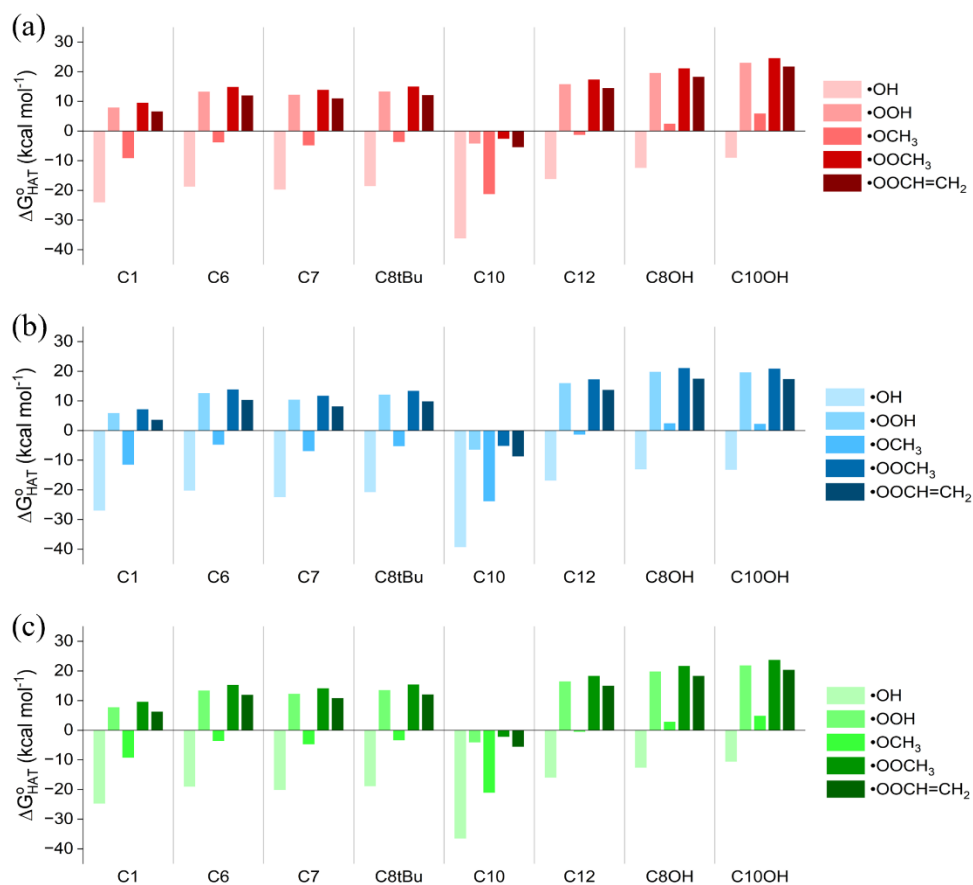 (a)
ΔG°HAT (kcal mol⁻¹)
30
20
10
0
−10
−20
−30
−40
C1 C6 C7 C8tBu C10 C12 C8OH C10OH
•OH
•OOH
•OCH₃
•OOCH₃
•OOCH=CH₂
(b)
ΔG°HAT (kcal mol⁻¹)
30
20
10
0
−10
−20
−30
−40
C1 C6 C7 C8tBu C10 C12 C8OH C10OH
•OH
•OOH
•OCH₃
•OOCH₃
•OOCH=CH₂
(c)
ΔG°HAT (kcal mol⁻¹)
30
20
10
0
−10
−20
−30
−40
C1 C6 C7 C8tBu C10 C12 C8OH C10OH
•OH
•OOH
•OCH₃
•OOCH₃
•OOCH=CH₂